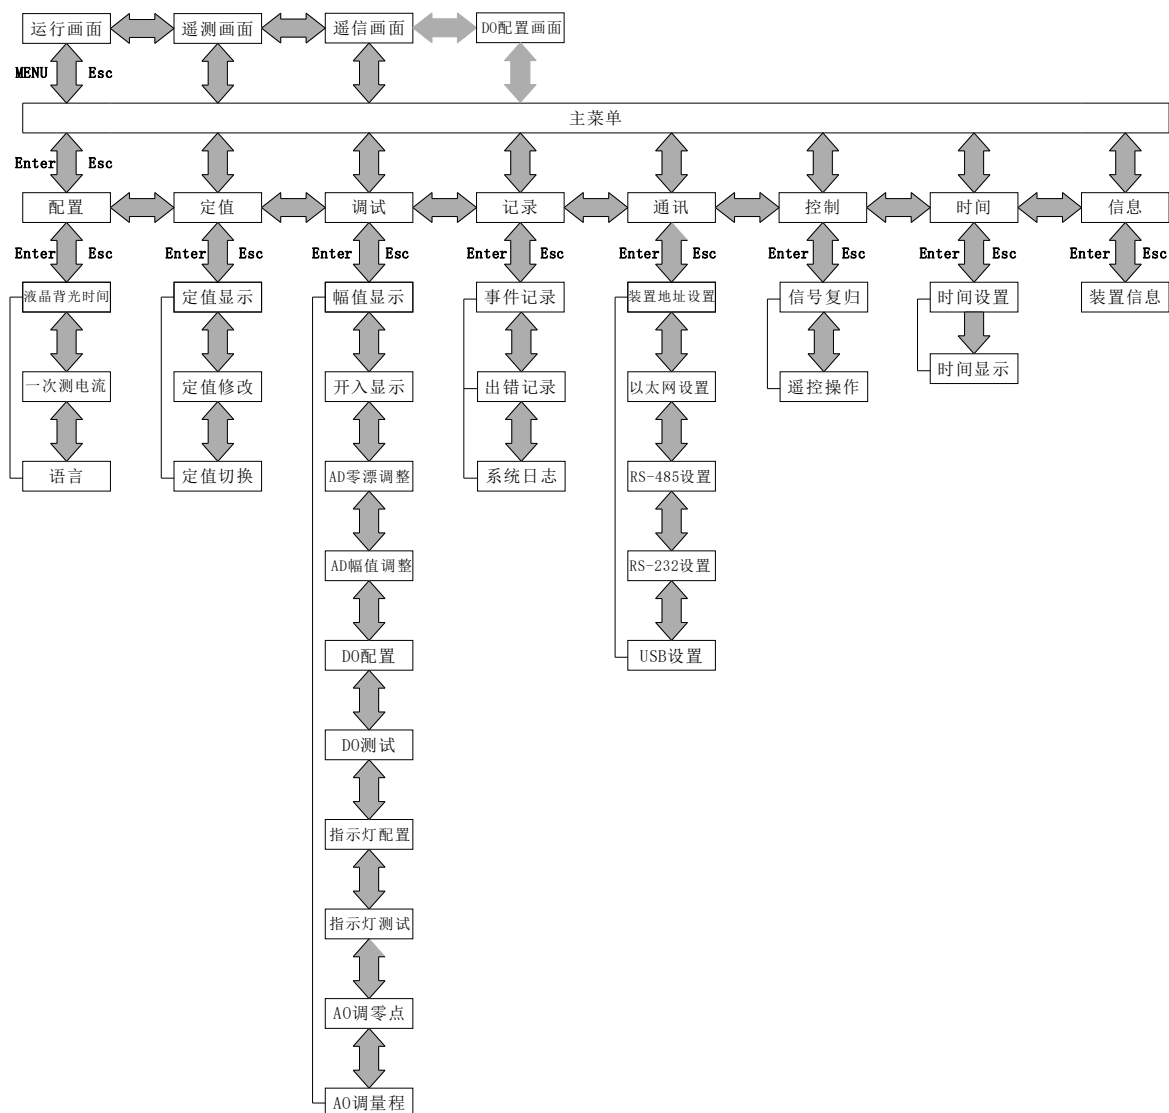 运行画面 遥测画面 遥信画面 DO配置画面
MENU Esc
主菜单
Enter Esc
配置 定值 调试 记录 通讯 控制 时间 信息
Enter Esc Enter Esc Enter Esc Enter Esc Enter Esc Enter Esc Enter Esc Enter Esc
液晶背光时间 定值显示 幅值显示 事件记录 装置地址设置 信号复归 时间设置 装置信息
时间显示
一次测电流 定值修改 开入显示 出错记录 以太网设置 遥控操作
语言 定值切换 AD零漂调整 系统日志 RS-485设置
AD幅值调整 RS-232设置
DO配置 USB设置
DO测试
指示灯配置
指示灯测试
AO调零点
AO调量程